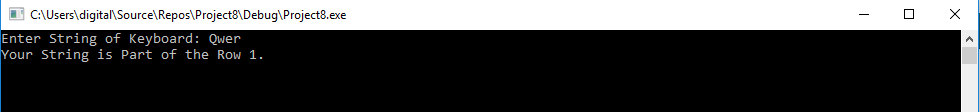 C:\Users\digital\Source\Repos\Project8\Debug\Project8.exe
Enter String of Keyboard: Qwer
Your String is Part of the Row 1.